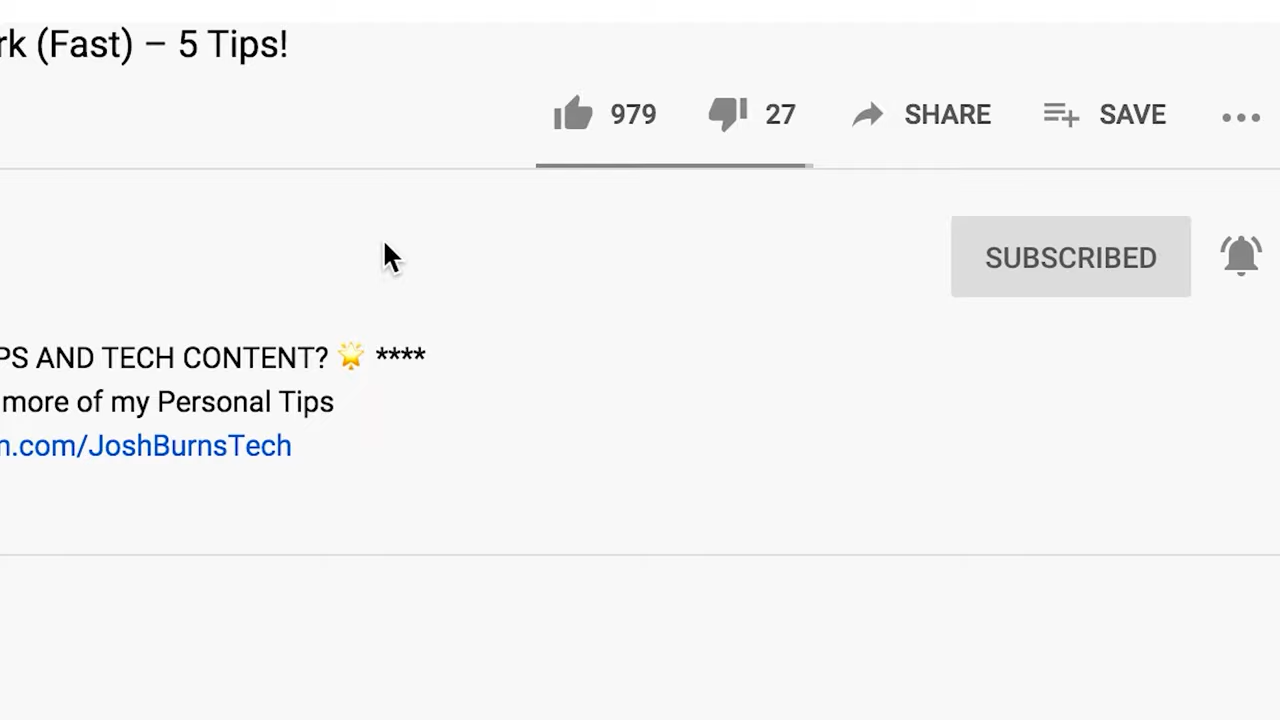 rk (Fast) – 5 Tips!
979 27 SHARE SAVE
SUBSCRIBED
PS AND TECH CONTENT? 🌟 ****
more of my Personal Tips
m.com/JoshBurnsTech